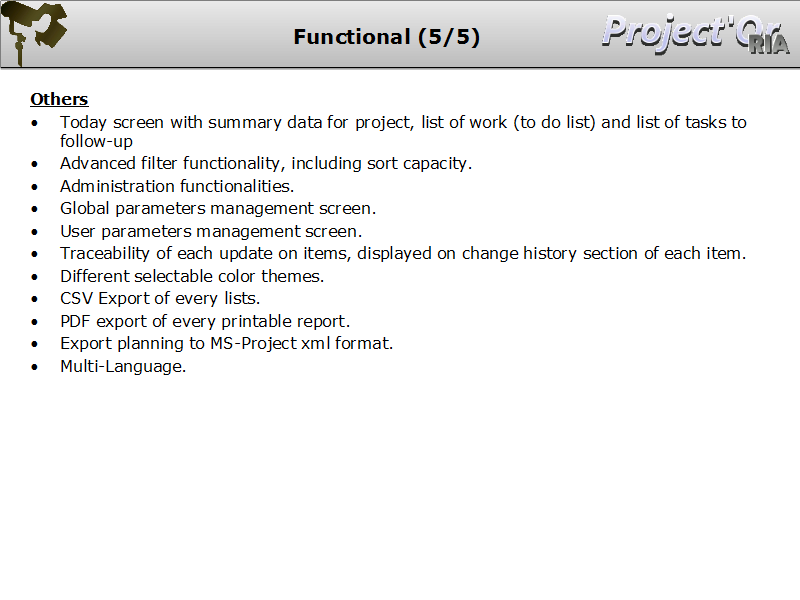 Functional (5/5)
Project'Or
RIA
Others
• Today screen with summary data for project, list of work (to do list) and list of tasks to
follow-up
• Advanced filter functionality, including sort capacity.
• Administration functionalities.
• Global parameters management screen.
• User parameters management screen.
• Traceability of each update on items, displayed on change history section of each item.
• Different selectable color themes.
• CSV Export of every lists.
• PDF export of every printable report.
• Export planning to MS-Project xml format.
• Multi-Language.